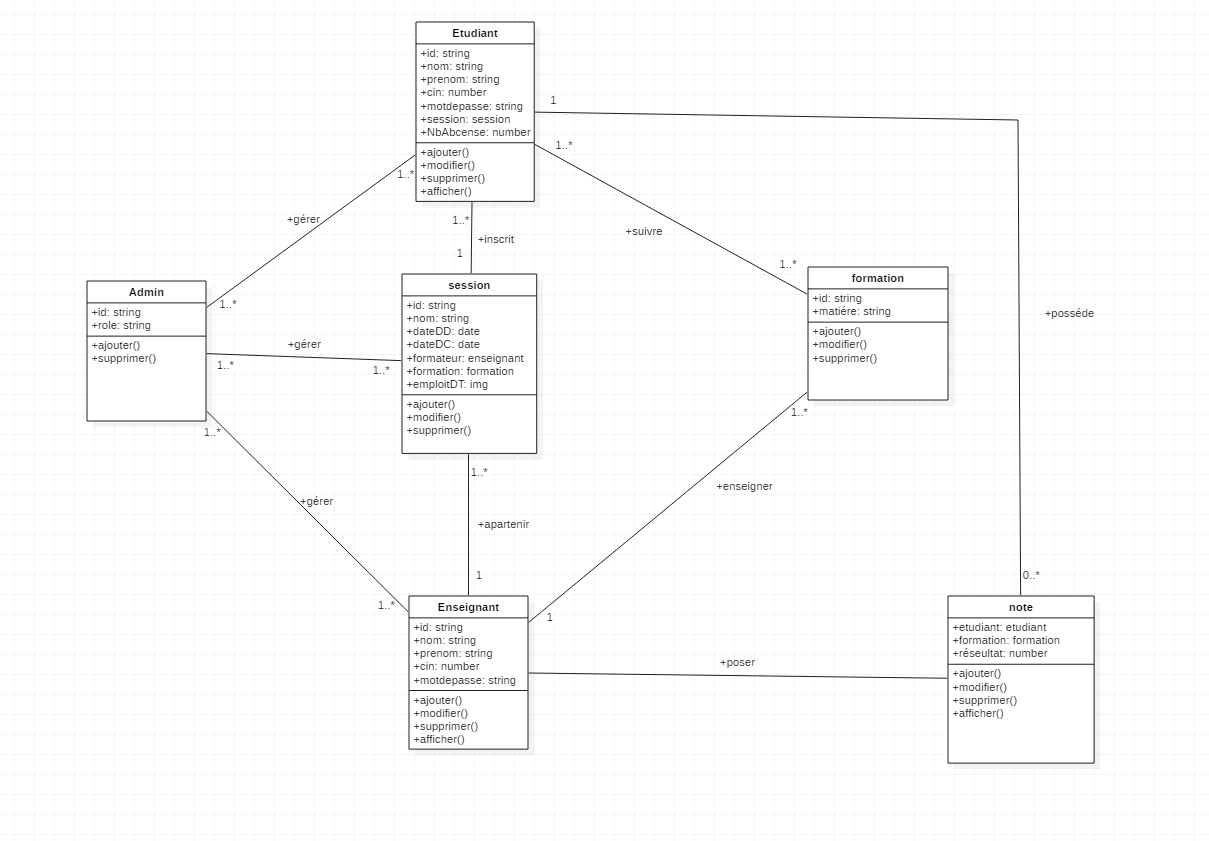 Etudiant
+id: string
+nom: string
+prenom: string
+cin: number
+motdepasse: string
+session: session
+NbAbcense: number
+ajouter()
+modifier()
+supprimer()
+afficher()
1
1..*
1..*
1..*
+gérer
+inscrit
1
+suivre
1..*
Admin
+id: string
+role: string
+ajouter()
+supprimer()
1..*
+gérer
1..*
1..*
1..*
+gérer
1..*
session
+id: string
+nom: string
+dateDD: date
+dateDC: date
+formateur: enseignant
+formation: formation
+emploitDT: img
+ajouter()
+modifier()
+supprimer()
1..*
+apartenir
1
formation
+id: string
+matiére: string
+ajouter()
+modifier()
+supprimer()
1..*
+enseigner
1
+posséde
0..*
Enseignant
+id: string
+nom: string
+prenom: string
+cin: number
+motdepasse: string
+ajouter()
+modifier()
+supprimer()
+afficher()
+poser
note
+etudiant: etudiant
+formation: formation
+réseultat: number
+ajouter()
+modifier()
+supprimer()
+afficher()